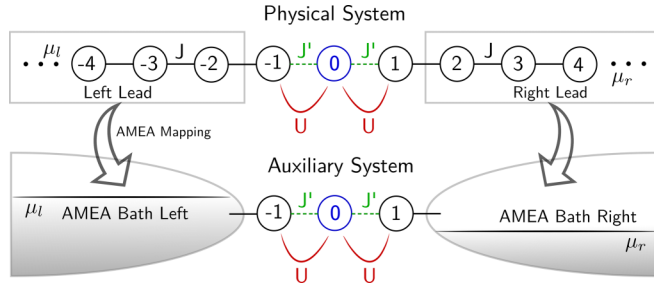 Physical System
μl J J' J' J
... -4 -3 -2 -1 0 1 2 3 4 ...
μr
Left Lead Right Lead
U U
AMEA Mapping
Auxiliary System
J' J'
-1 0 1
μl AMEA Bath Left AMEA Bath Right
μr
U U